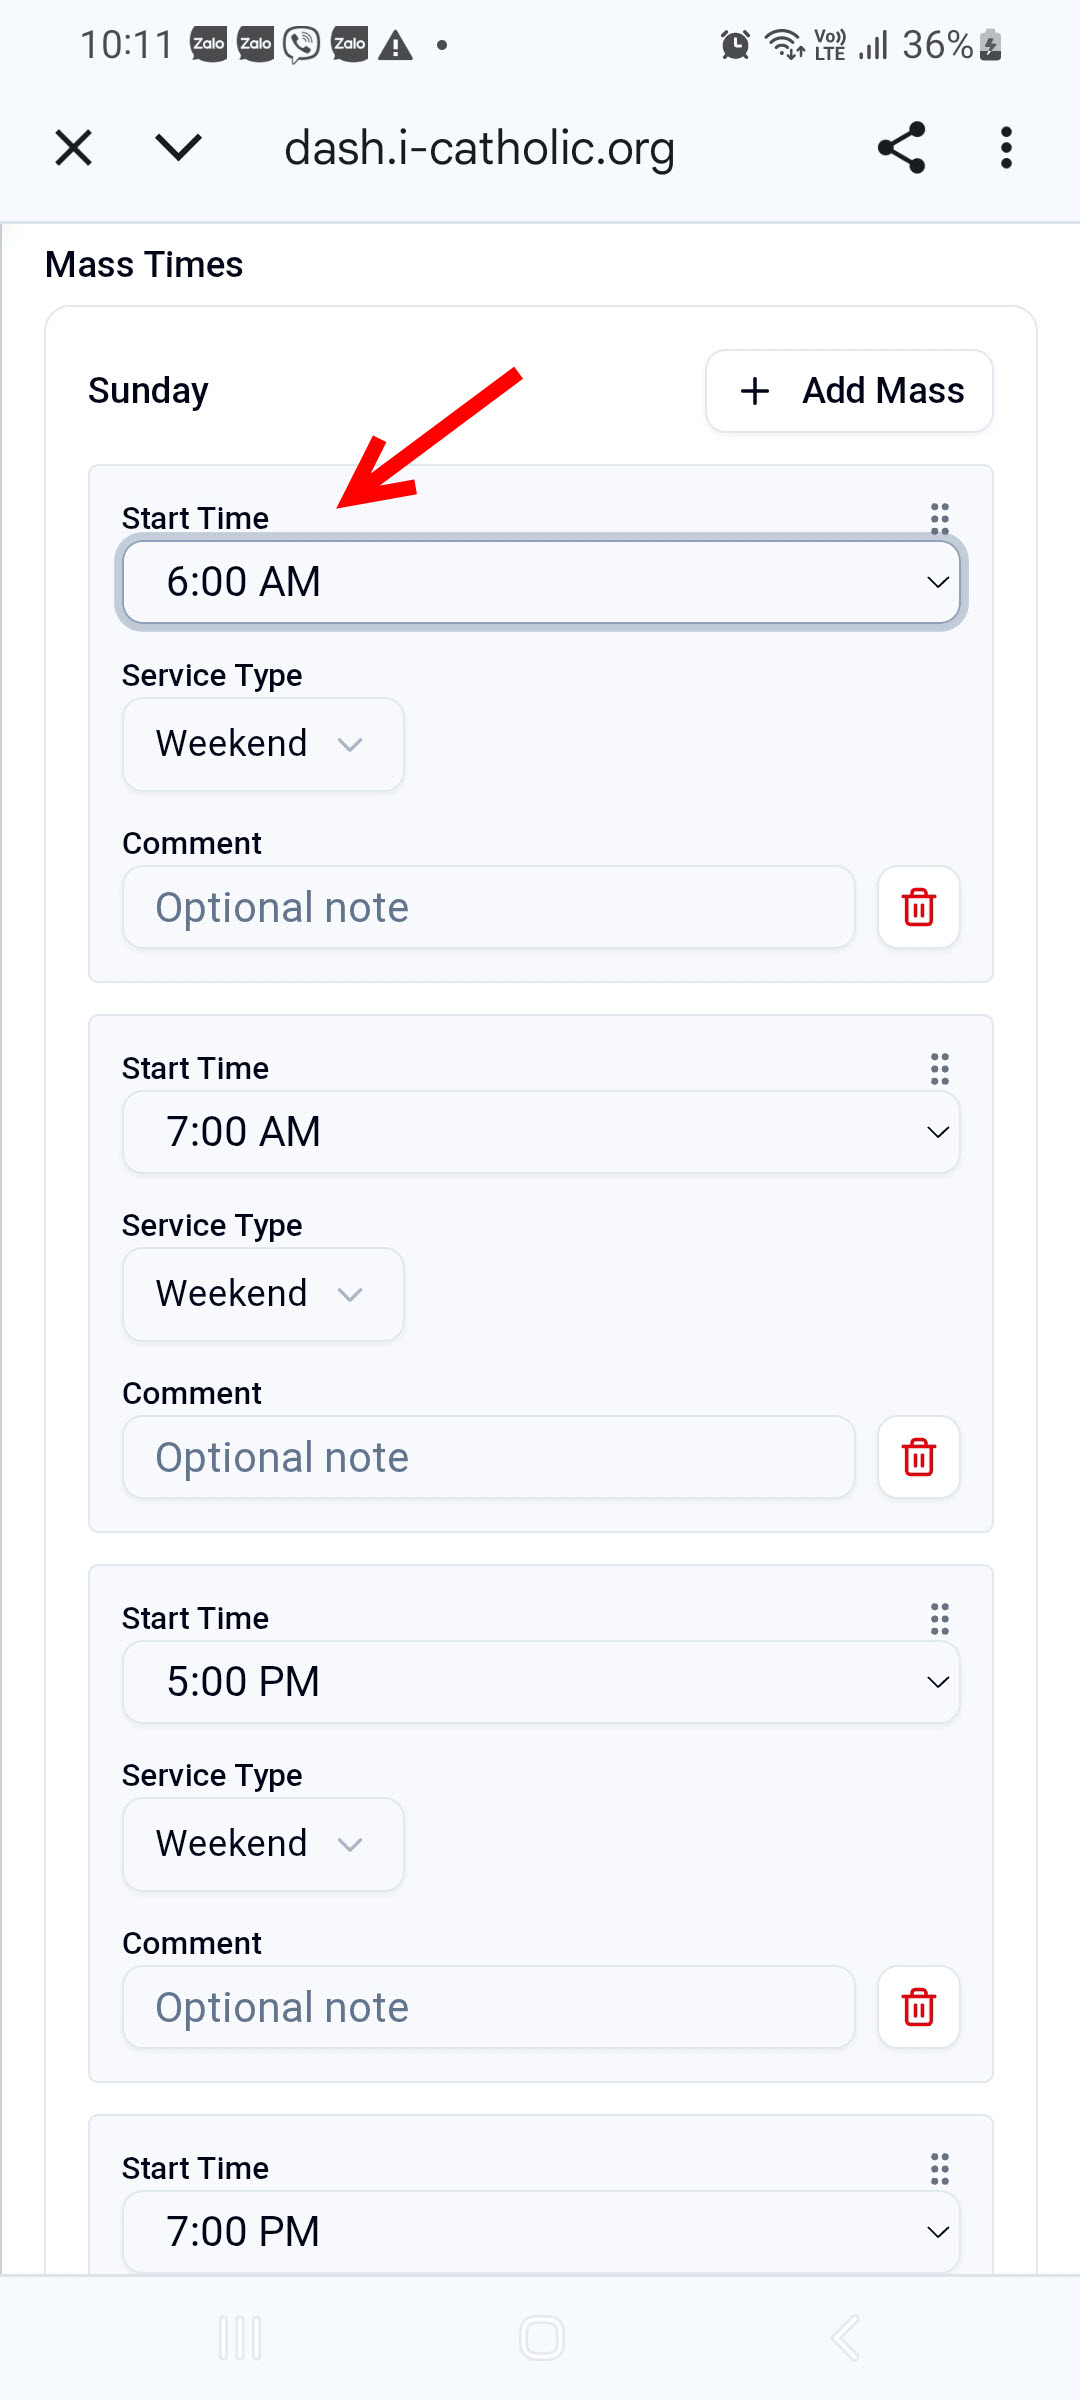 10:11 Zalo Zalo Zalo Vo)) LTE 36%
dash.i-catholic.org
Mass Times
Sunday
+ Add Mass
Start Time
6:00 AM
Service Type
Weekend
Comment
Optional note
Start Time
7:00 AM
Service Type
Weekend
Comment
Optional note
Start Time
5:00 PM
Service Type
Weekend
Comment
Optional note
Start Time
7:00 PM